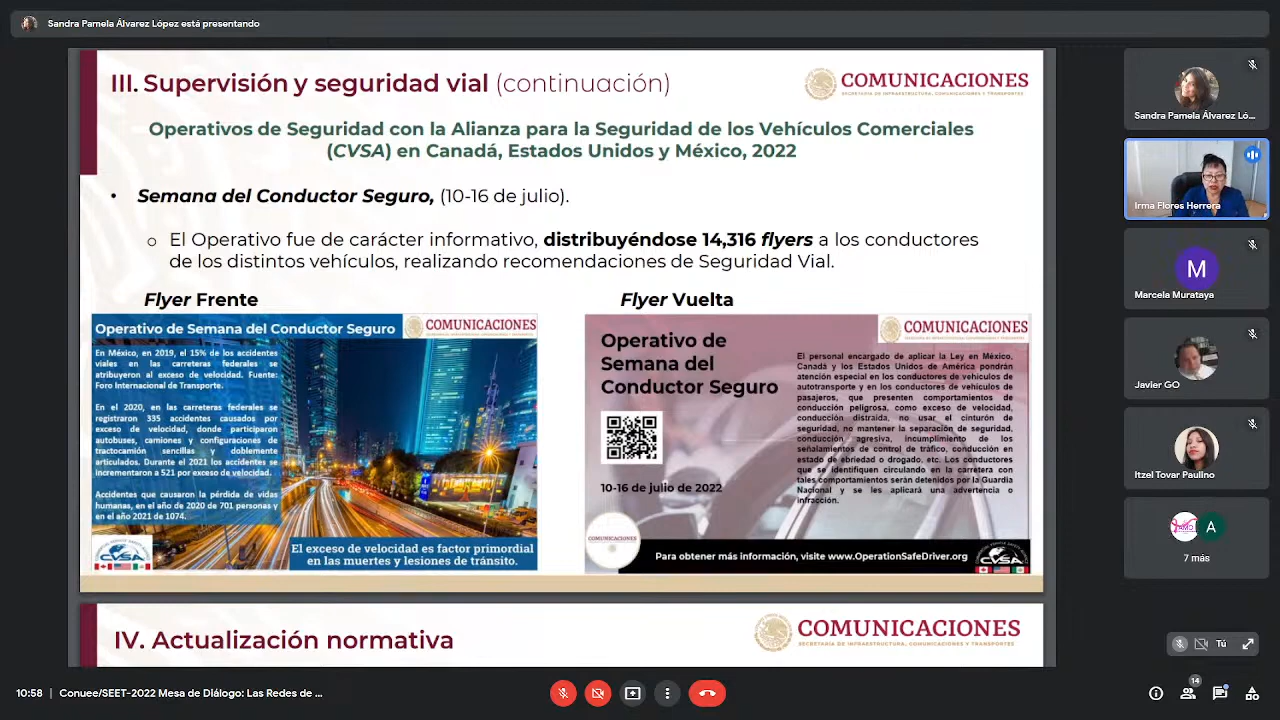 Sandra Pamela Álvarez López está presentando
III. Supervisión y seguridad vial (continuación)
COMUNICACIONES
SECRETARÍA DE INFRAESTRUCTURA, COMUNICACIONES Y TRANSPORTES
Operativos de Seguridad con la Alianza para la Seguridad de los Vehículos Comerciales
(CVSA) en Canadá, Estados Unidos y México, 2022
• Semana del Conductor Seguro, (10-16 de julio).
o El Operativo fue de carácter informativo, distribuyéndose 14,316 flyers a los conductores
de los distintos vehículos, realizando recomendaciones de Seguridad Vial.
Flyer Frente
Operativo de Semana del Conductor Seguro
COMUNICACIONES
En México, en 2019, el 15% de los accidentes
viales en las carreteras federales se
atribuyeron al exceso de velocidad. Fuente:
Foro Internacional de Transporte.
En el 2020, en las carreteras federales se
registraron 335 accidentes causados por
exceso de velocidad, donde participaron
autobuses, camiones y configuraciones de
tractocamión sencillas y doblemente
articulados. Durante el 2021 los accidentes se
incrementaron a 521 por exceso de velocidad.
Accidentes que causaron la pérdida de vidas
humanas, en el año de 2020 de 701 personas y
en el año 2021 de 1074.
CVSA
El exceso de velocidad es factor primordial
en las muertes y lesiones de tránsito.
Flyer Vuelta
COMUNICACIONES
Operativo de
Semana del
Conductor Seguro
10-16 de julio de 2022
El personal encargado de aplicar la Ley en México,
Canadá y los Estados Unidos de América pondrán
atención especial en los conductores de vehículos de
autotransporte y en los conductores de vehículos de
pasajeros, que presenten comportamientos de
conducción peligrosa, como exceso de velocidad,
conducción distraída, no usar el cinturón de
seguridad, no mantener la separación de seguridad,
conducción agresiva, incumplimiento de los
señalamientos de control de tráfico, conducción en
estado de ebriedad o drogado, etc. Los conductores
que se identifiquen circulando en la carretera con
tales comportamientos serán detenidos por la Guardia
Nacional y se les aplicará una advertencia o
infracción.
COMUNICACIONES
Para obtener más información, visite www.OperationSafeDriver.org
CVSA
IV. Actualización normativa
COMUNICACIONES
SECRETARÍA DE INFRAESTRUCTURA, COMUNICACIONES Y TRANSPORTES
Sandra Pamela Álvarez Ló...
Irma Flores Herrera
M
Javier CO
Itzel Tovar Paulino
A
7 más
Tú
10:58 | Conuee/SEET-2022 Mesa de Diálogo: Las Redes de ...
14